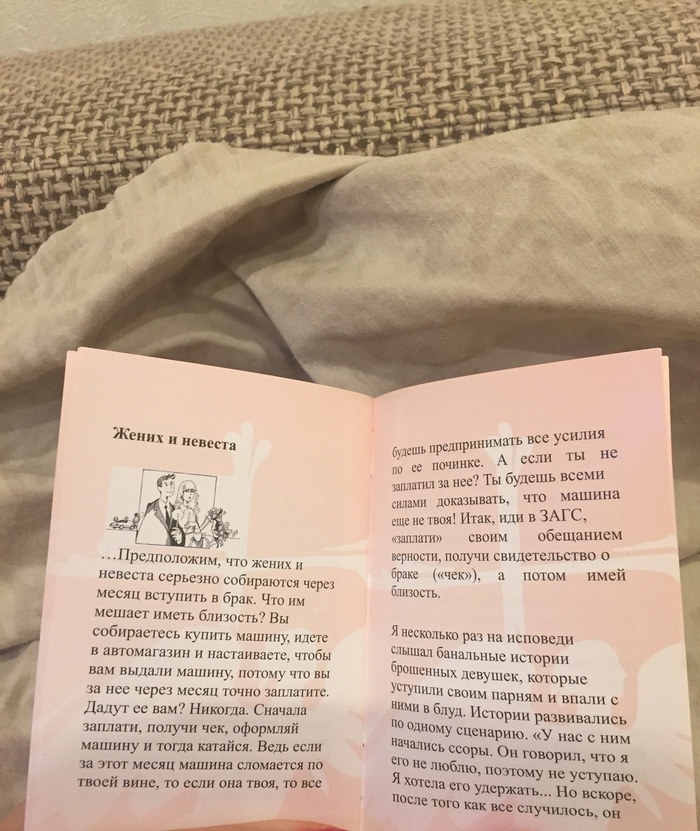 Жених и невеста
...Предположим, что жених и
невеста серьезно собираются через
месяц вступить в брак. Что им
мешает иметь близость? Вы
собираетесь купить машину, идете
в автомагазин и настаиваете, чтобы
вам выдали машину, потому что вы
за нее через месяц точно заплатите.
Дадут ее вам? Никогда. Сначала
заплати, получи чек, оформляй
машину и тогда катайся. Ведь если
за этот месяц машина сломается по
твоей вине, то если она твоя, то все
будешь предпринимать все усилия
по ее починке. А если ты не
заплатил за нее? Ты будешь всеми
силами доказывать, что машина
еще не твоя! Итак, иди в ЗАГС,
«заплати» своим обещанием
верности, получи свидетельство о
браке («чек»), а потом имей
близость.
Я несколько раз на исповеди
слышал банальные истории
брошенных девушек, которые
уступили своим парням и впали с
ними в блуд. Истории развивались
по одному сценарию. «У нас с ним
начались ссоры. Он говорил, что я
его не люблю, поэтому не уступаю.
Я хотела его удержать... Но вскоре,
после того как все случилось, он